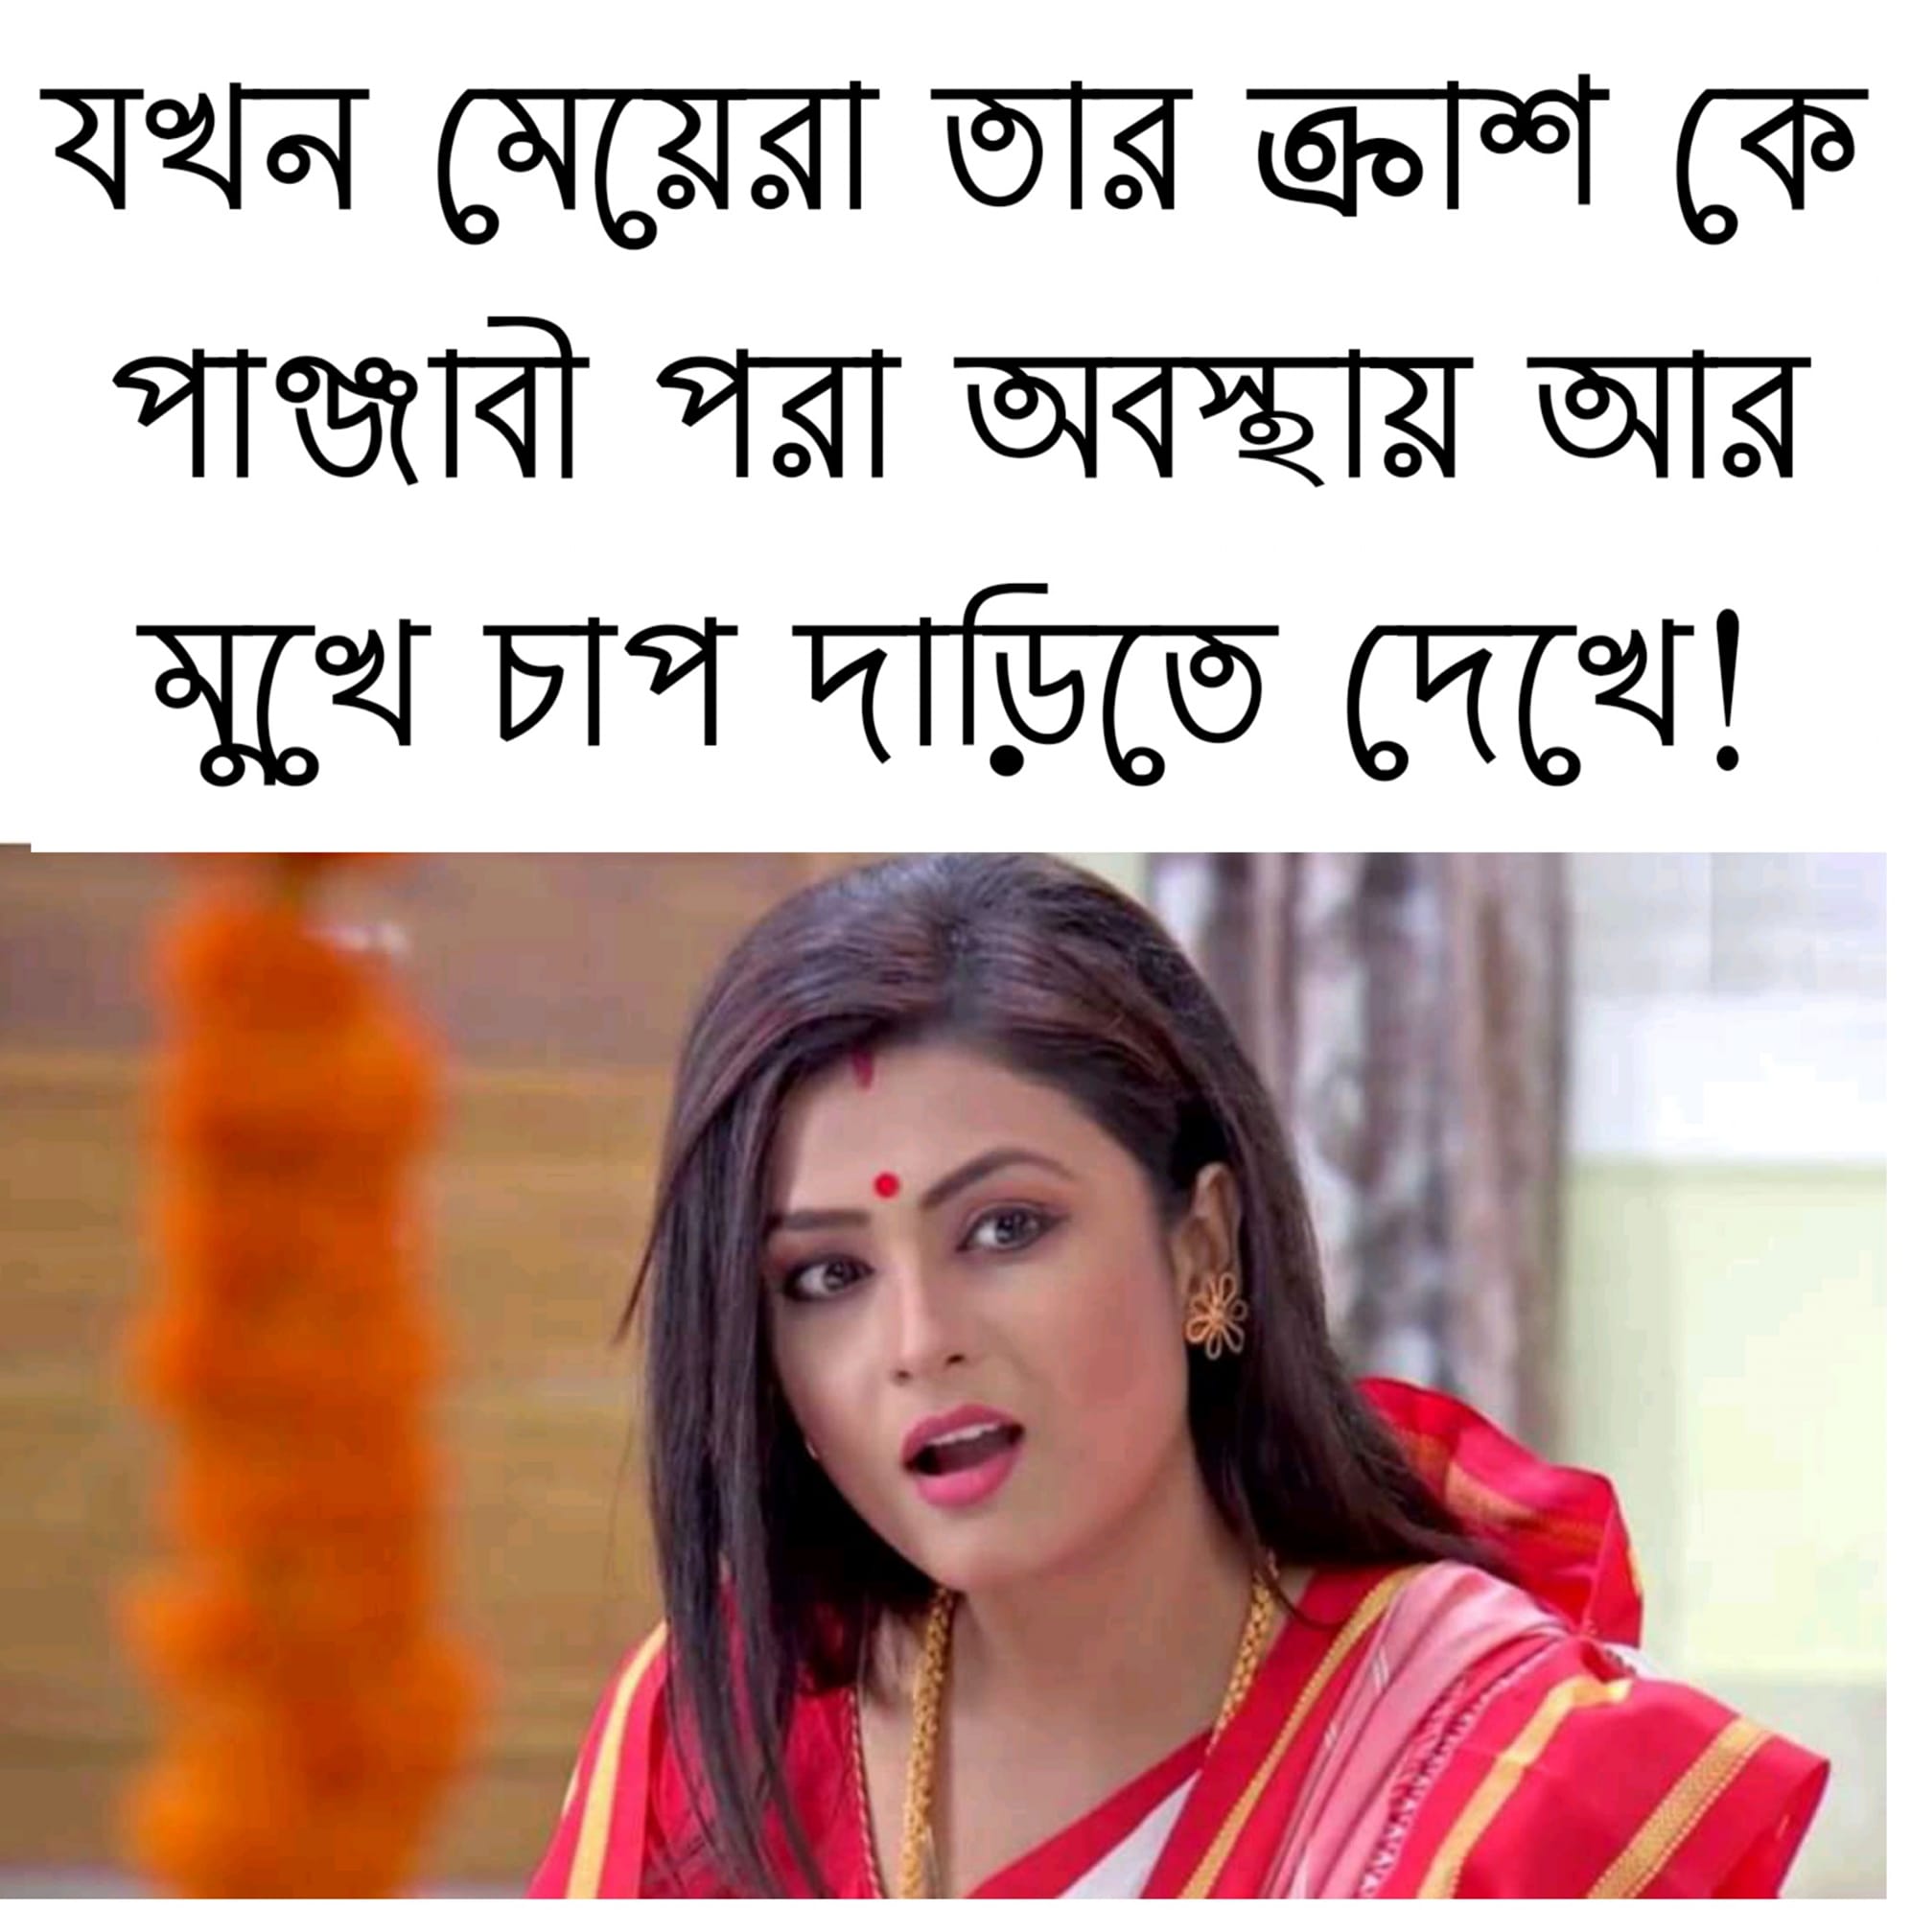 যখন মেয়েরা তার ক্রাশ কে
পাঞ্জাবী পরা অবস্থায় আর
মুখে চাপ দাড়িতে দেখে!